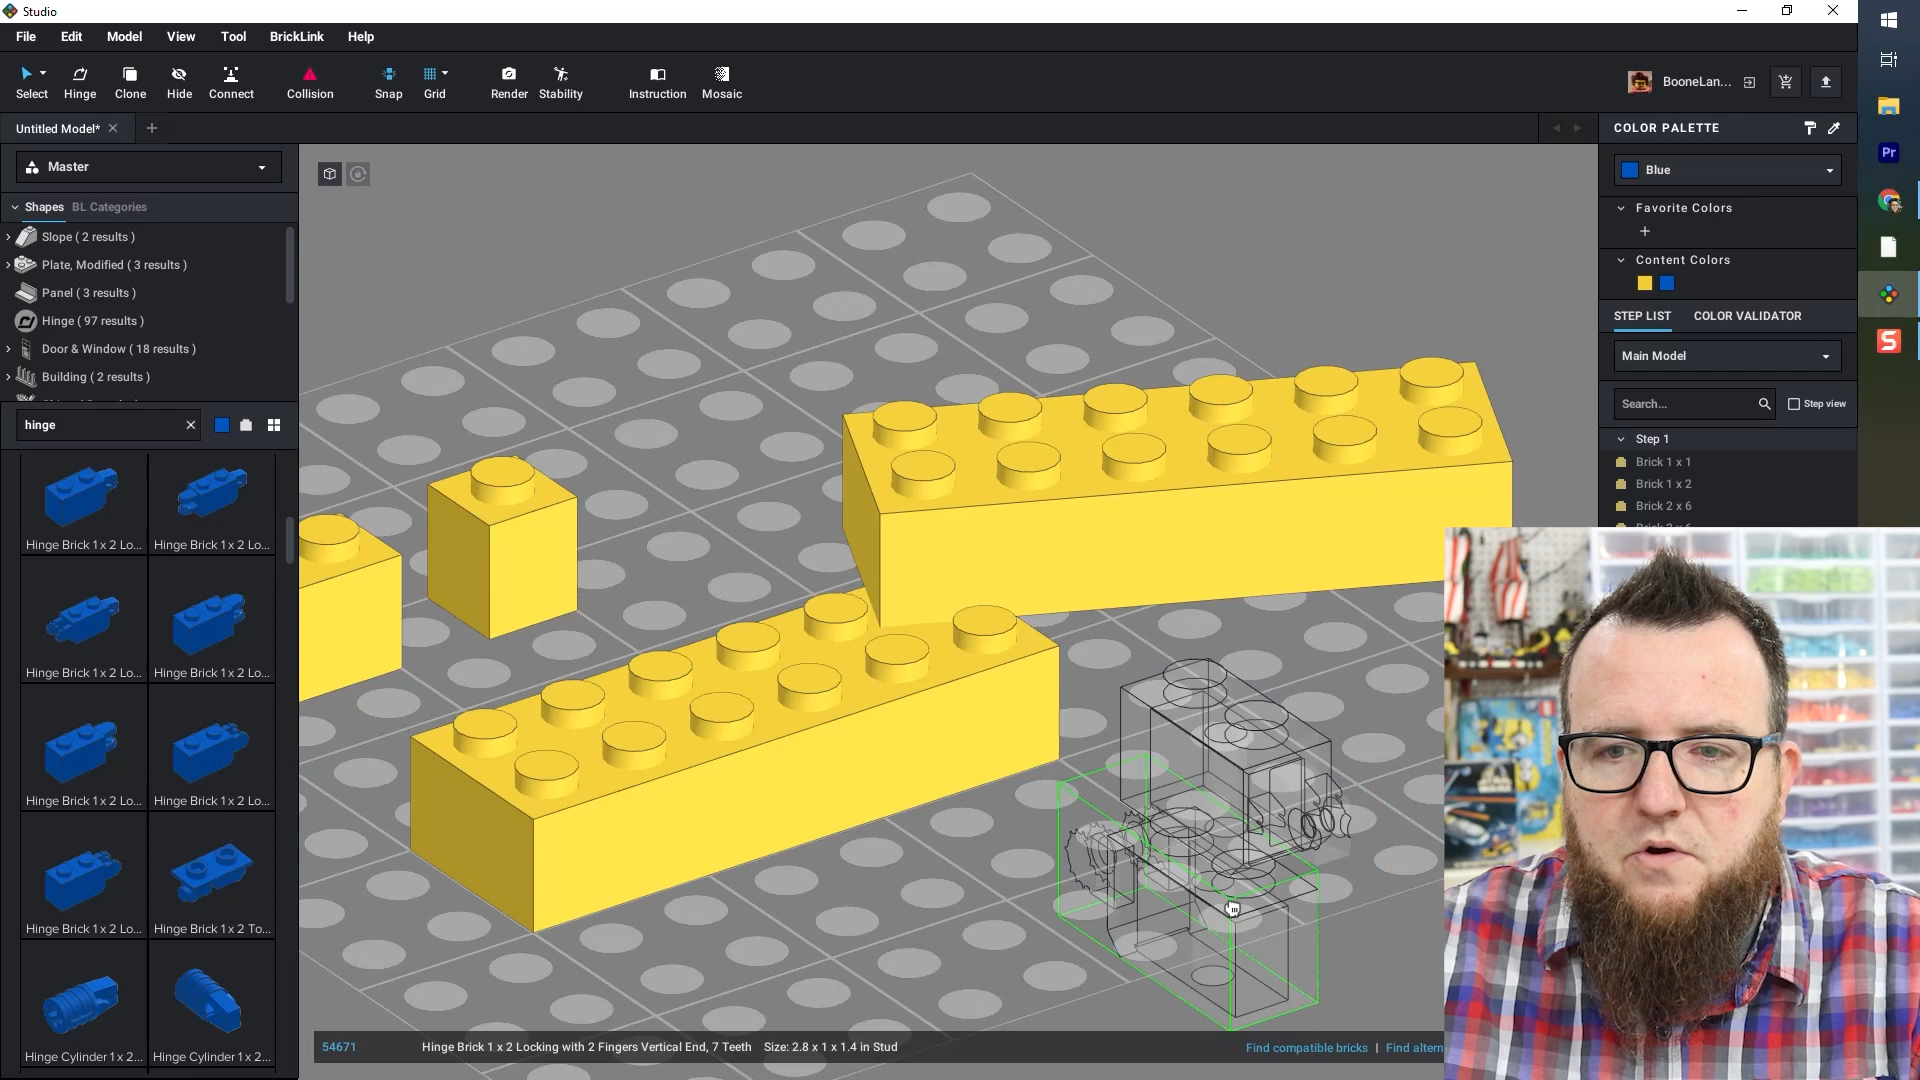 Studio
File Edit Model View Tool BrickLink Help
Select Hinge Clone Hide Connect Collision Snap Grid Render Stability Instruction Mosaic
BooneLan...
Untitled Model*
COLOR PALETTE
Master
Blue
Shapes BL Categories
Favorite Colors
Slope ( 2 results )
Plate, Modified ( 3 results )
Content Colors
Panel ( 3 results )
Hinge ( 97 results )
STEP LIST COLOR VALIDATOR
Door & Window ( 18 results )
Main Model
Building ( 2 results )
Search... Step view
hinge
Step 1
Brick 1 x 1
Brick 1 x 2
Brick 2 x 6
Hinge Brick 1 x 2 Lo... Hinge Brick 1 x 2 Lo...
Hinge Brick 1 x 2 Lo... Hinge Brick 1 x 2 Lo...
Hinge Brick 1 x 2 Lo... Hinge Brick 1 x 2 Lo...
Hinge Brick 1 x 2 Lo... Hinge Brick 1 x 2 To...
Hinge Cylinder 1 x 2... Hinge Cylinder 1 x 2...
54671 Hinge Brick 1 x 2 Locking with 2 Fingers Vertical End, 7 Teeth Size: 2.8 x 1 x 1.4 in Stud
Find compatible bricks | Find altern
Pr
S